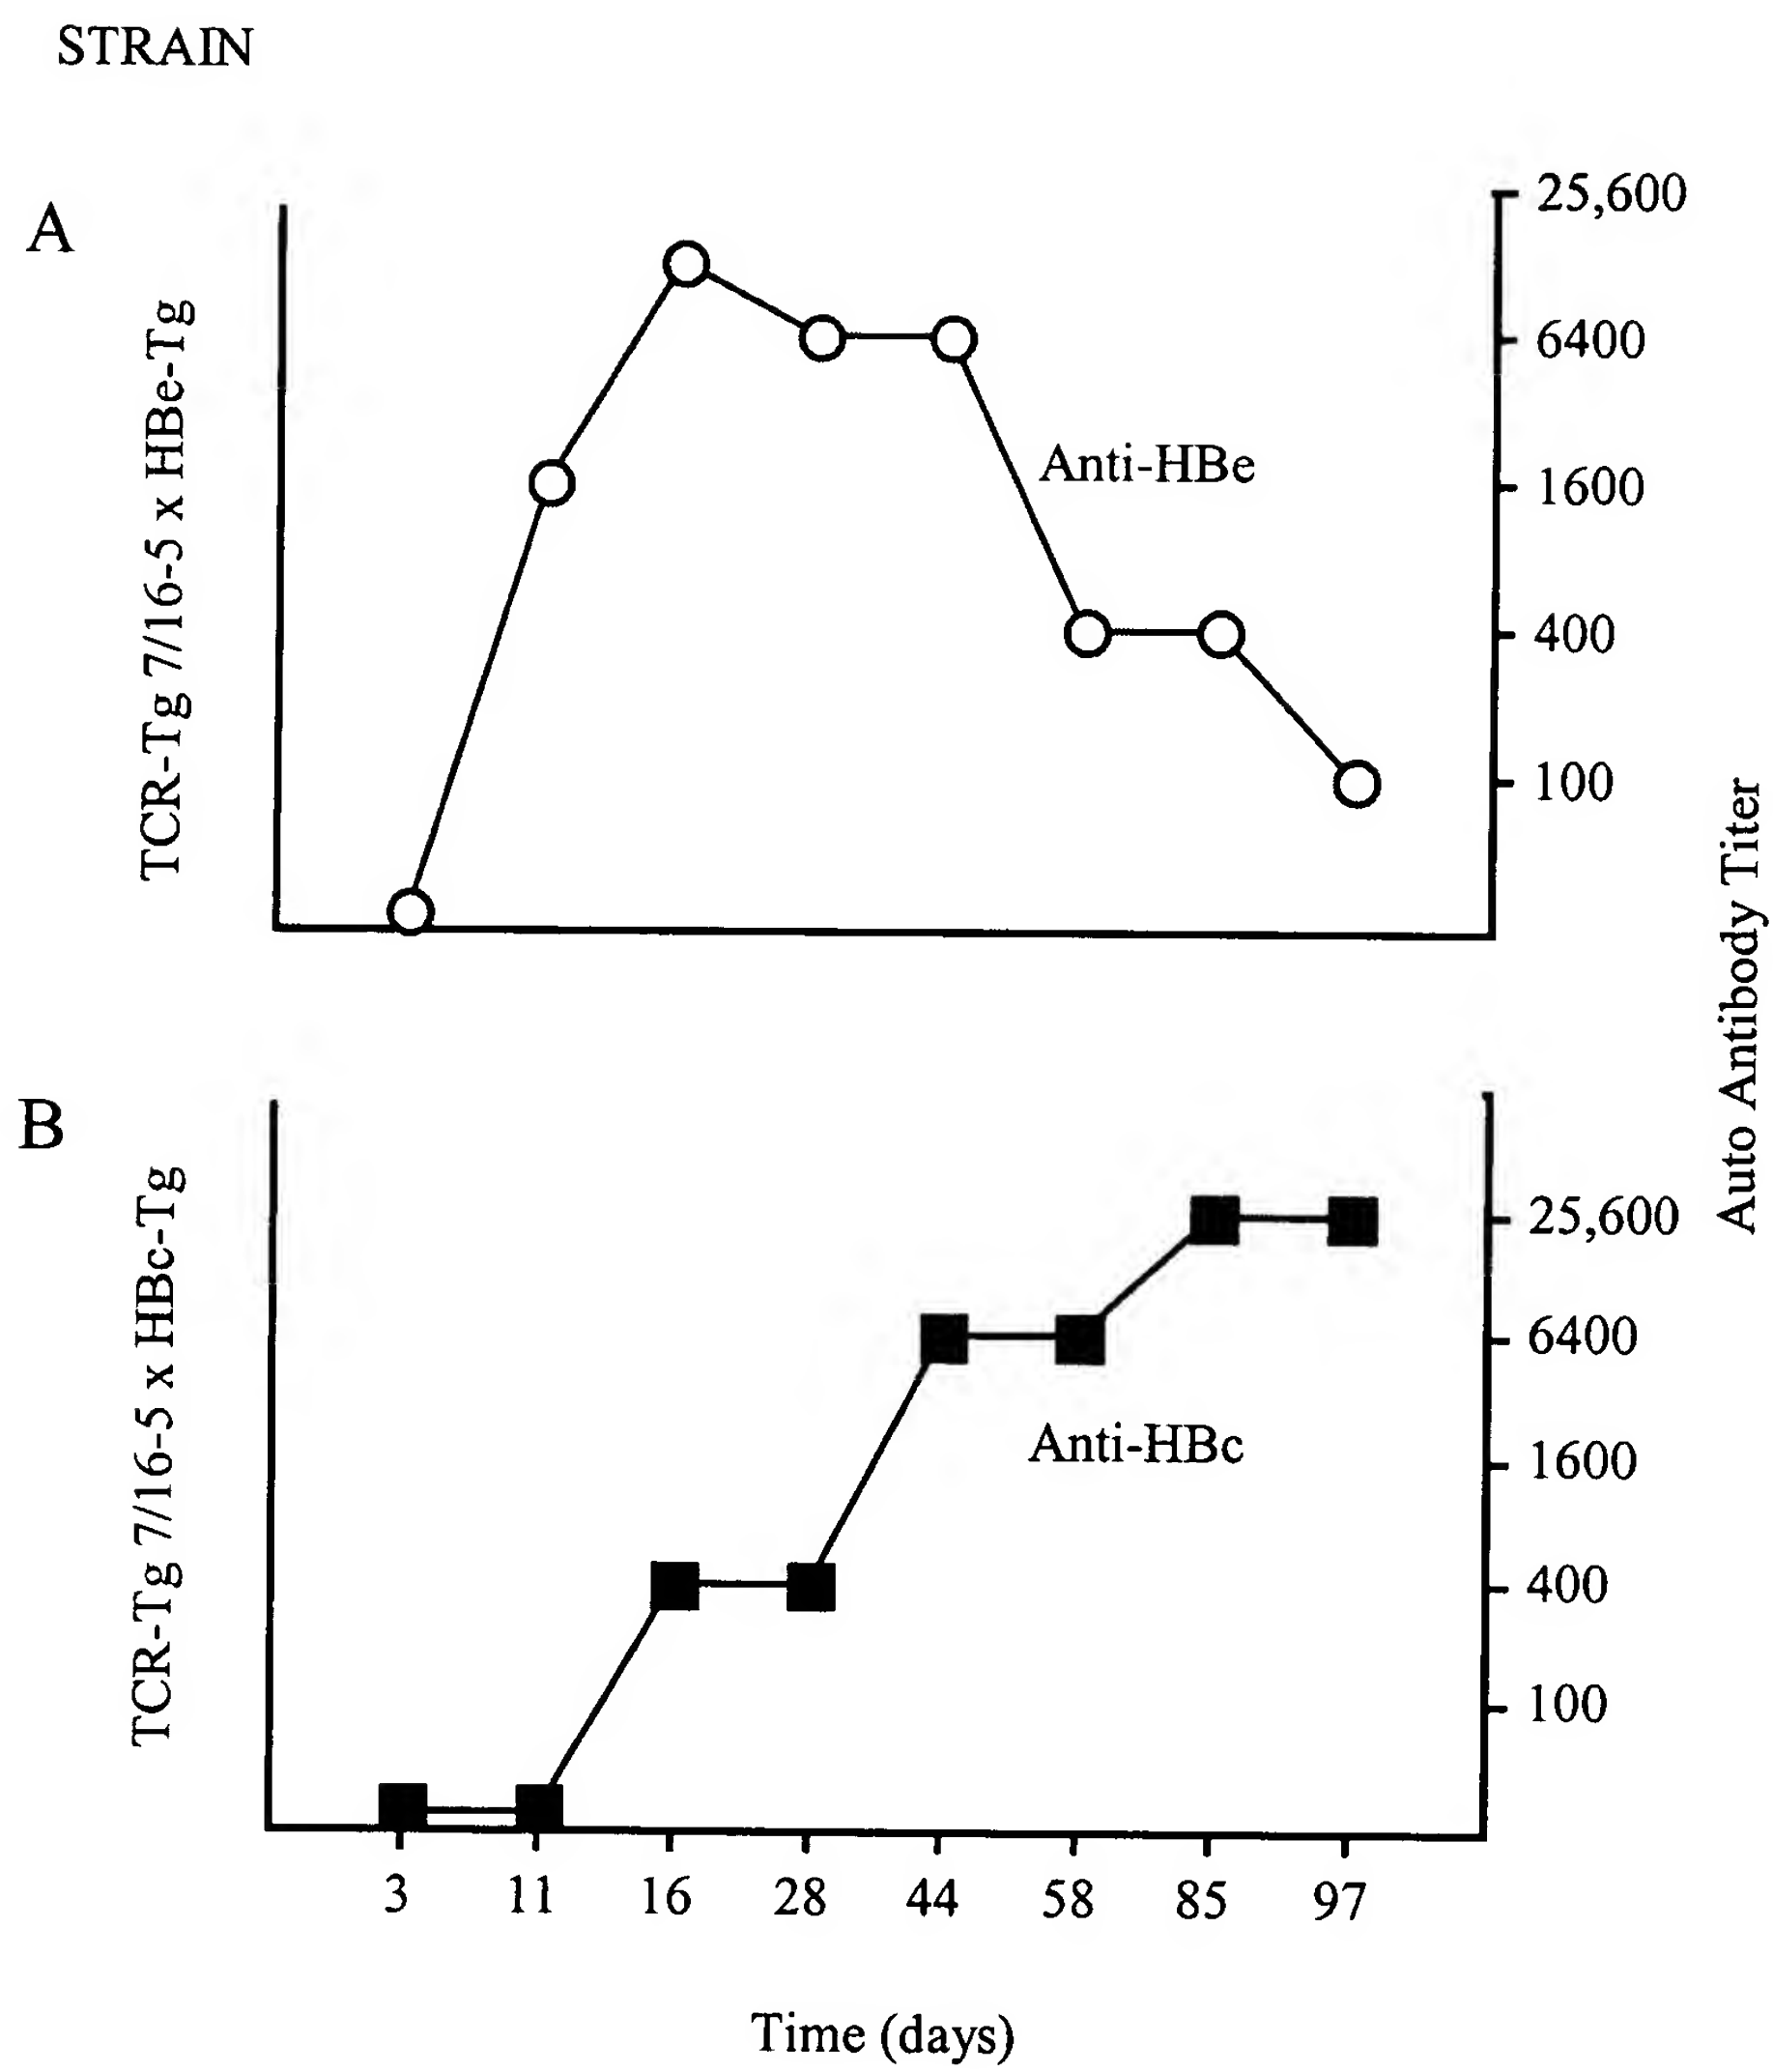 STRAIN
A
TCR-Tg 7/16-5 x HBe-Tg
25,600
6400
1600
400
100
Anti-HBe
Auto Antibody Titer
B
TCR-Tg 7/16-5 x HBc-Tg
25,600
6400
1600
400
100
Anti-HBc
3 11 16 28 44 58 85 97
Time (days)